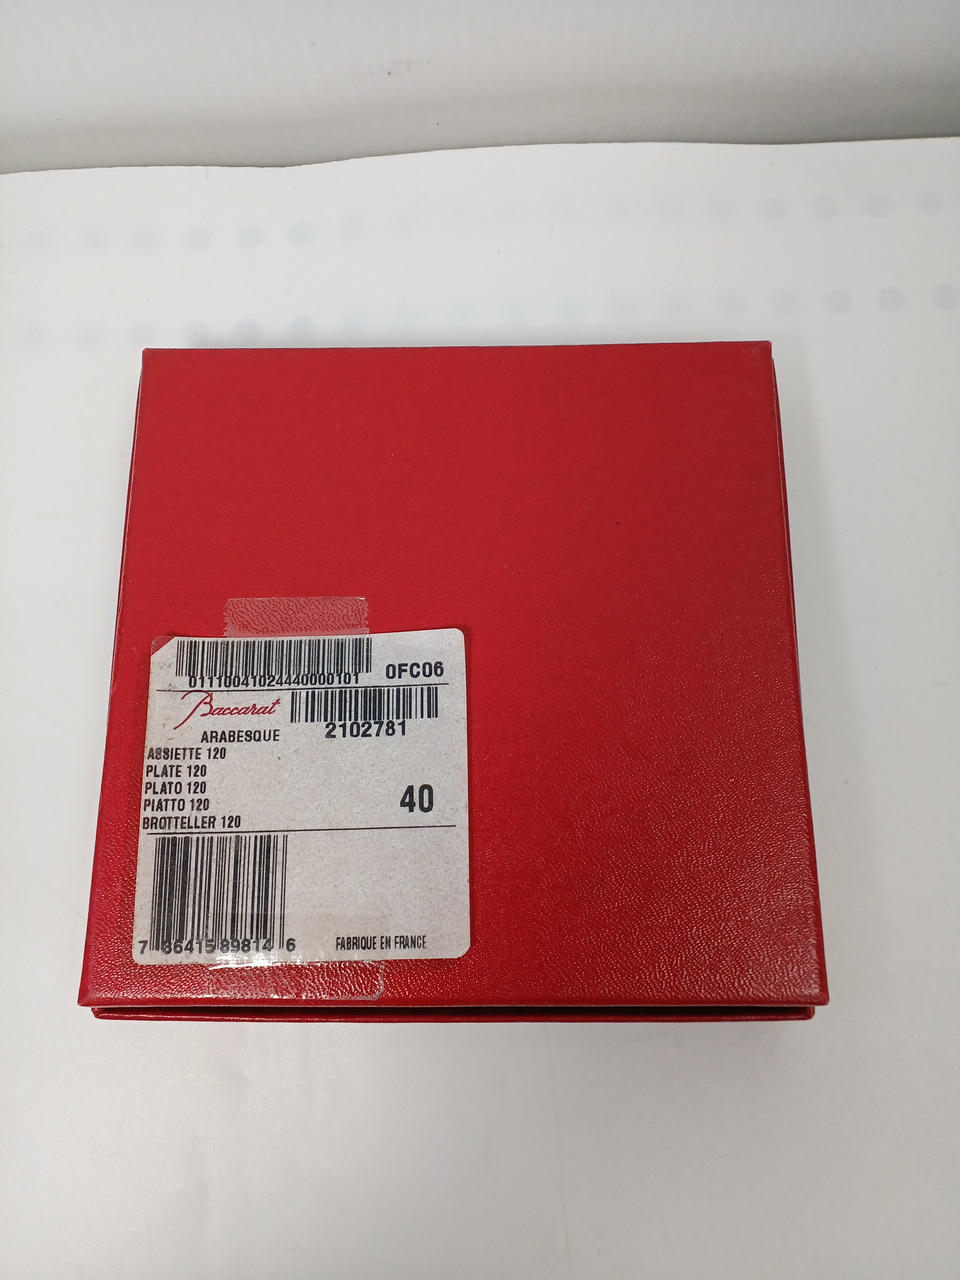 01110041024440000101 0FC06
Baccarat
2102781
ARABESQUE
ASSIETTE 120
PLATE 120
PLATO 120
PIATTO 120
BROTTELLER 120
40
7 86415 89814 6
FABRIQUE EN FRANCE